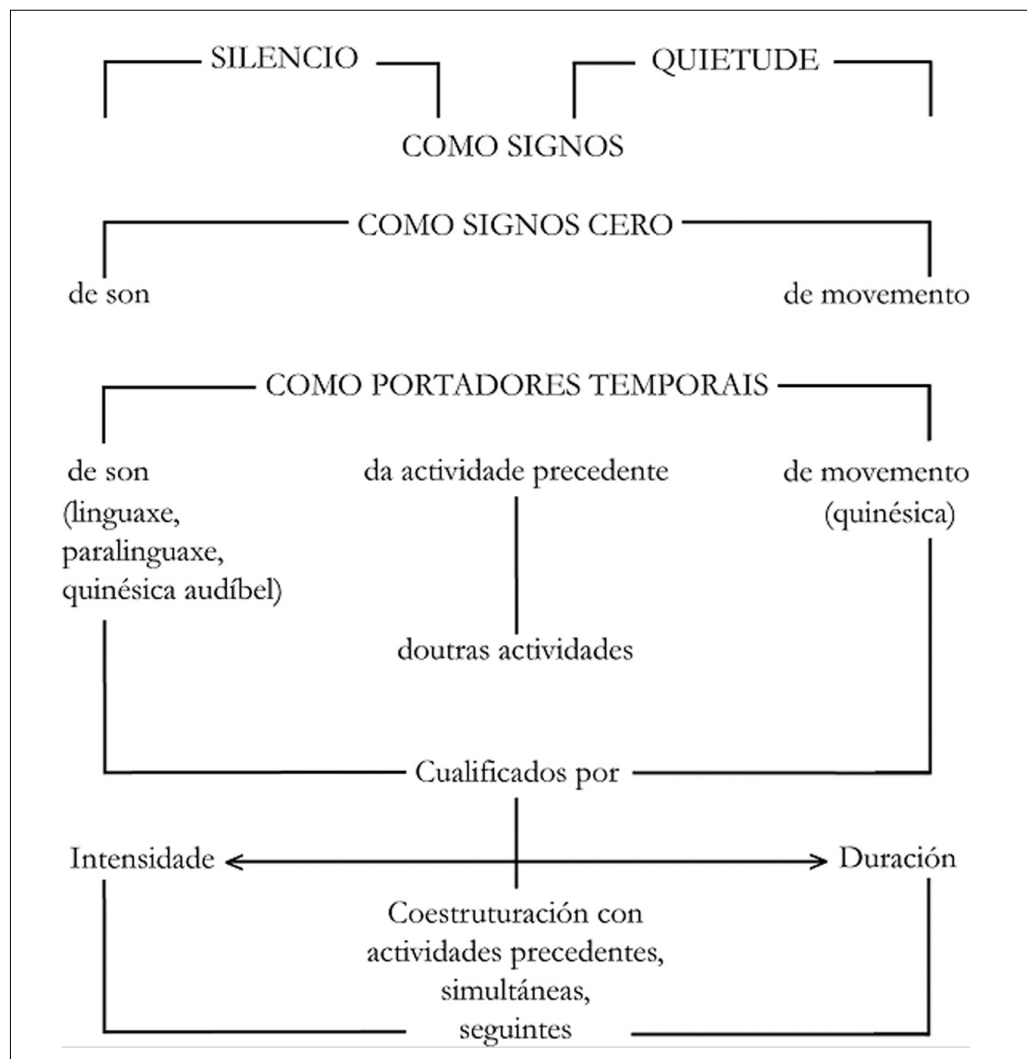 SILENCIO QUIETUDE
COMO SIGNOS
COMO SIGNOS CERO
de son de movemento
COMO PORTADORES TEMPORAIS
de son da actividade precedente de movemento
(linguaxe, (quinésica)
paralinguaxe,
quinésica audíbel)
doutras actividades
Cualificados por
Intensidade Duración
Coestruturación con
actividades precedentes,
simultáneas,
seguintes